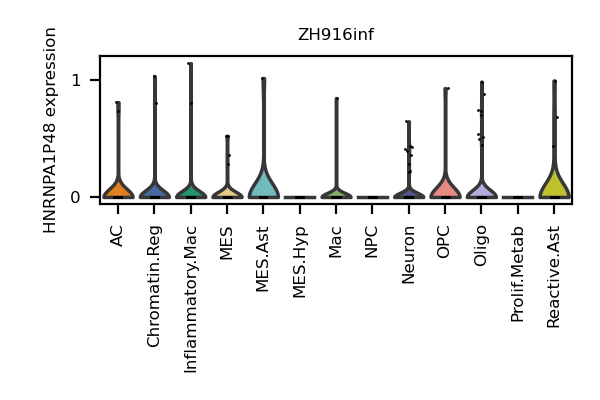 ZH916inf
HNRNPA1P48 expression
1
0
AC
Chromatin.Reg
Inflammatory.Mac
MES
MES.Ast
MES.Hyp
Mac
NPC
Neuron
OPC
Oligo
Prolif.Metab
Reactive.Ast